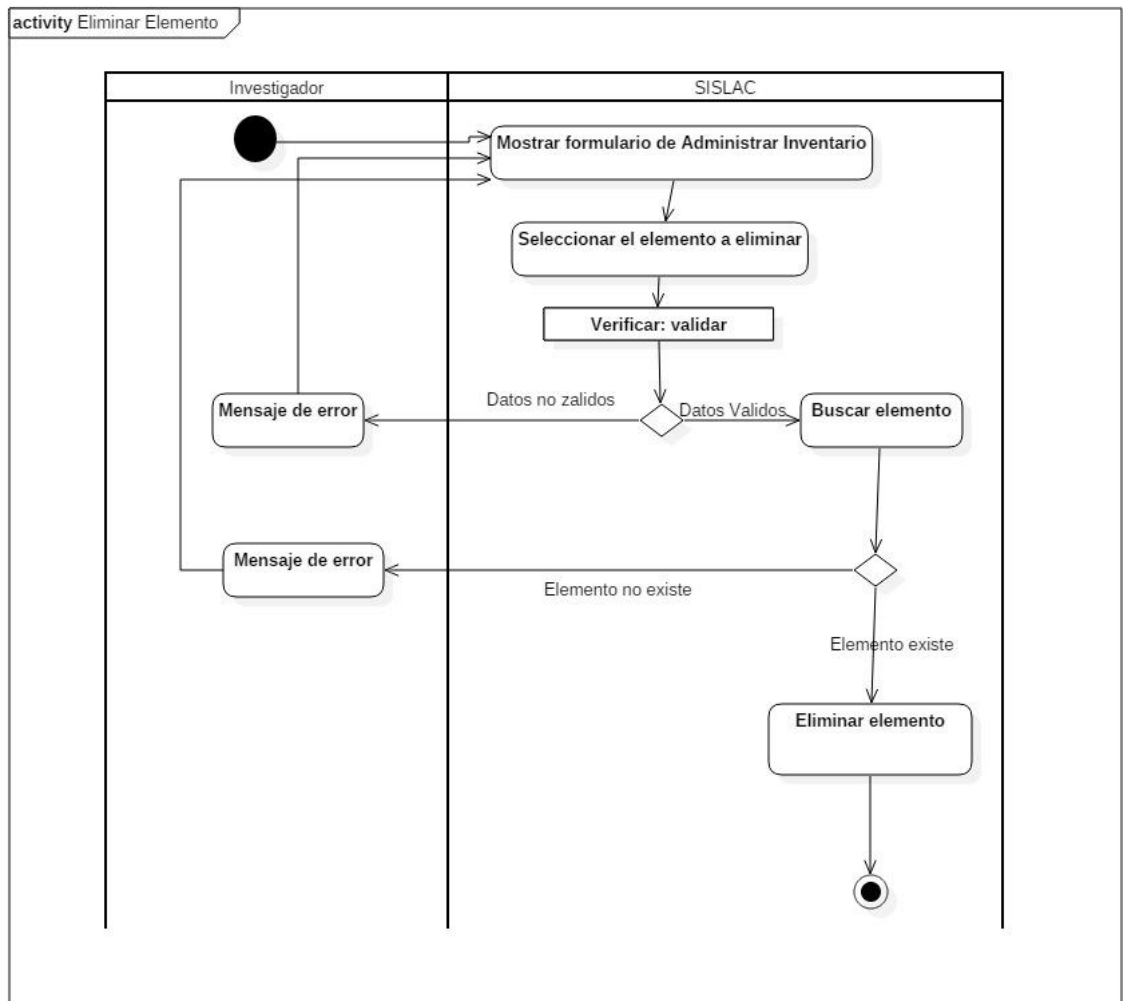 activity Eliminar Elemento
Investigador
SISLAC
Mostrar formulario de Administrar Inventario
Seleccionar el elemento a eliminar
Verificar: validar
Datos no zalidos
Datos Validos
Mensaje de error
Buscar elemento
Mensaje de error
Elemento no existe
Elemento existe
Eliminar elemento